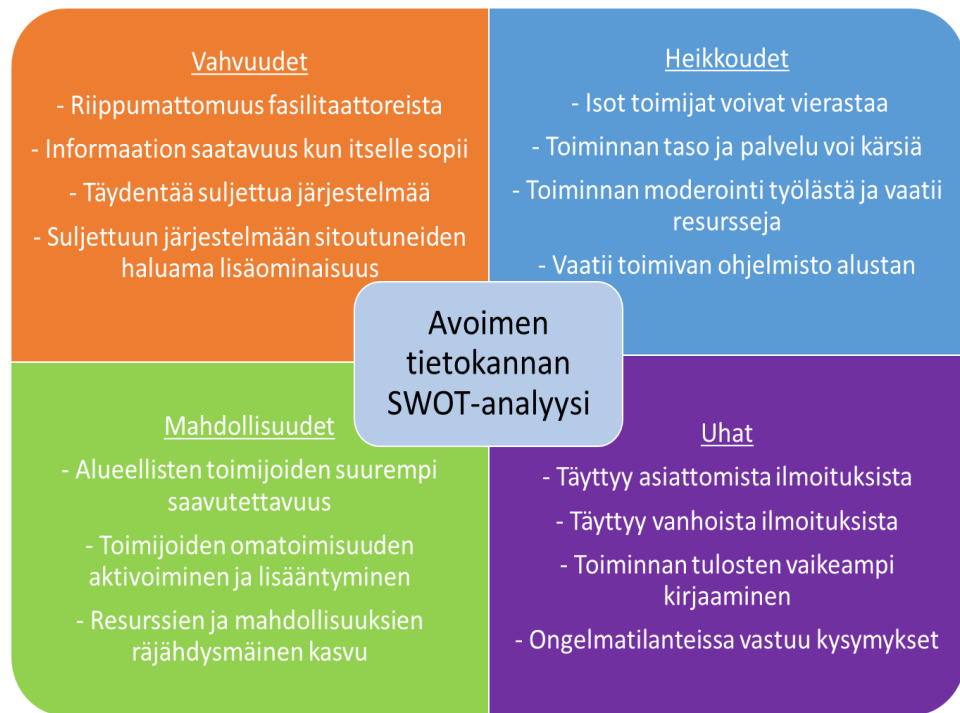 Vahvuudet
- Riippumattomuus fasilitaattoreista
- Informaation saatavuus kun itselle sopii
- Täydentää suljettua järjestelmää
- Suljettuun järjestelmään sitoutuneiden
haluama lisäominaisuus
Heikkoudet
- Isot toimijat voivat vierastaa
- Toiminnan taso ja palvelu voi kärsiä
- Toiminnan moderointi työlästä ja vaatii
resursseja
- Vaatii toimivan ohjelmisto alustan
Avoimen
tietokannan
SWOT-analyysi
Mahdollisuudet
- Alueellisten toimijoiden suurempi
saavutettavuus
- Toimijoiden omatoimisuuden
aktivoiminen ja lisääntyminen
- Resurssien ja mahdollisuuksien
räjähdysmäinen kasvu
Uhat
- Täyttyy asiattomista ilmoituksista
- Täyttyy vanhoista ilmoituksista
- Toiminnan tulosten vaikeampi
kirjaaminen
- Ongelmatilanteissa vastuu kysymykset